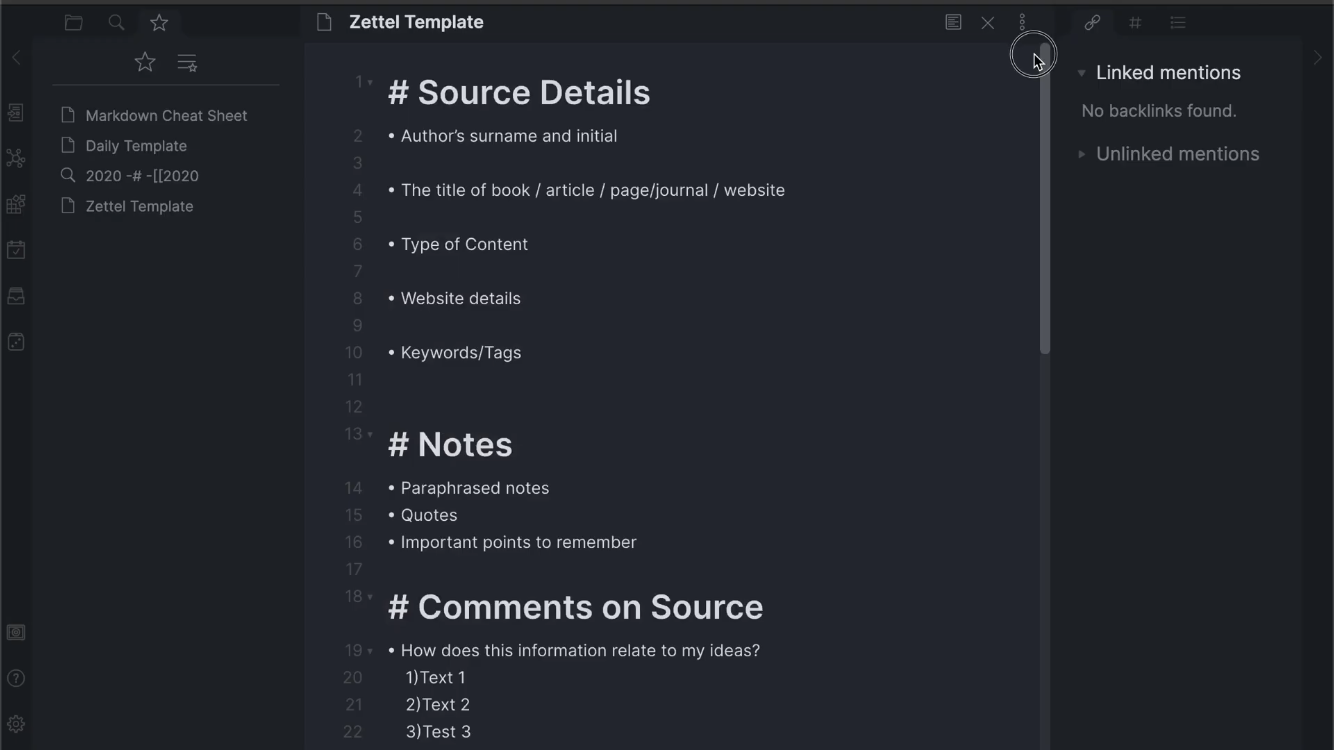 Zettel Template
Markdown Cheat Sheet
Daily Template
2020 -# -[[2020
Zettel Template
1
# Source Details
2 • Author’s surname and initial
3
4 • The title of book / article / page/journal / website
5
6 • Type of Content
7
8 • Website details
9
10 • Keywords/Tags
11
12
13
# Notes
14 • Paraphrased notes
15 • Quotes
16 • Important points to remember
17
18
# Comments on Source
19 • How does this information relate to my ideas?
20 1)Text 1
21 2)Text 2
22 3)Test 3
Linked mentions
No backlinks found.
Unlinked mentions